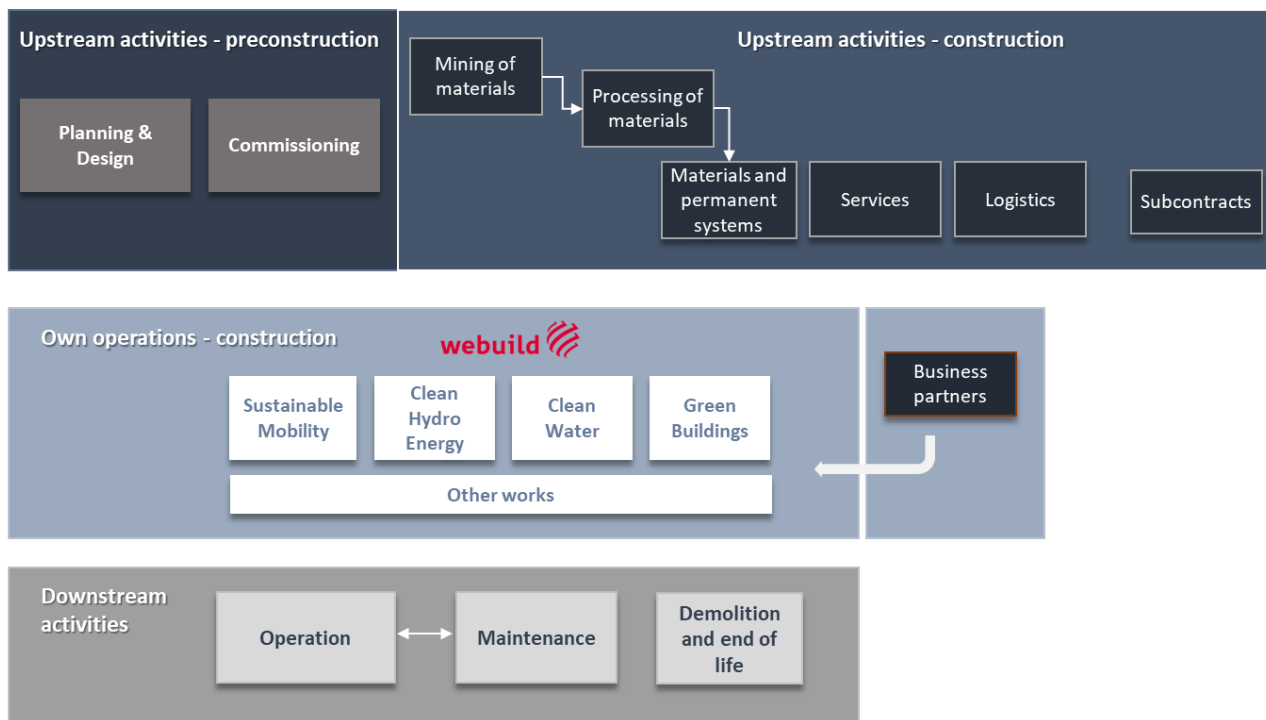 Upstream activities - preconstruction
Planning &
Design
Commissioning
Upstream activities - construction
Mining of
materials
Processing of
materials
Materials and
permanent
systems
Services
Logistics
Subcontracts
Own operations - construction
webuild
Sustainable
Mobility
Clean
Hydro
Energy
Clean
Water
Green
Buildings
Other works
Business
partners
Downstream
activities
Operation
Maintenance
Demolition
and end of
life